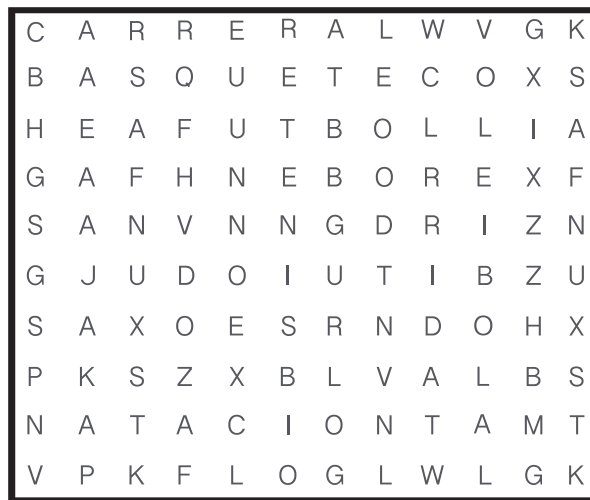 C A R R E R A L W V G K
B A S Q U E T E C O X S
H E A F U T B O L L I A
G A F H N E B O R E X F
S A N V N N G D R I Z N
G J U D O I U T I B Z U
S A X O E S R N D O H X
P K S Z X B L V A L B S
N A T A C I O N T A M T
V P K F L O G L W L G K